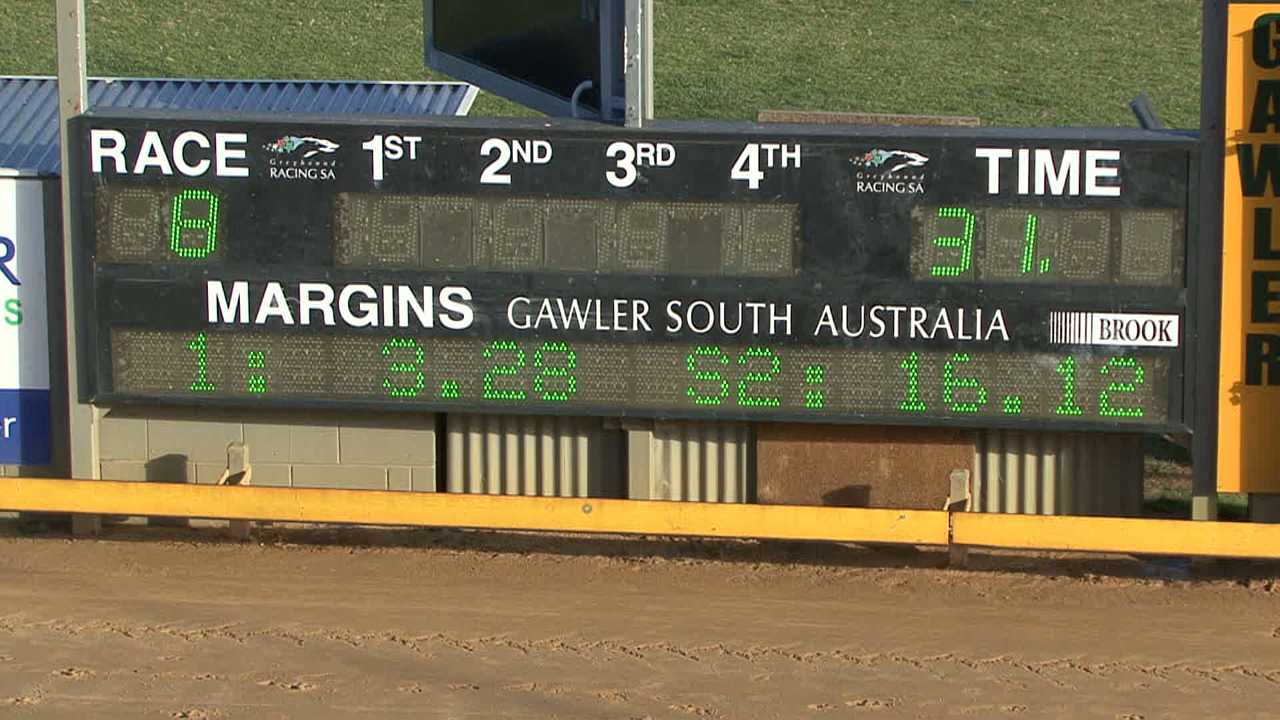 RACE Greyhound RACING SA 1ST 2ND 3RD 4TH Greyhound RACING SA TIME
8 31.
MARGINS GAWLER SOUTH AUSTRALIA BROOK
1: 3.28 S2: 16.12
GAWLER
R
s
r